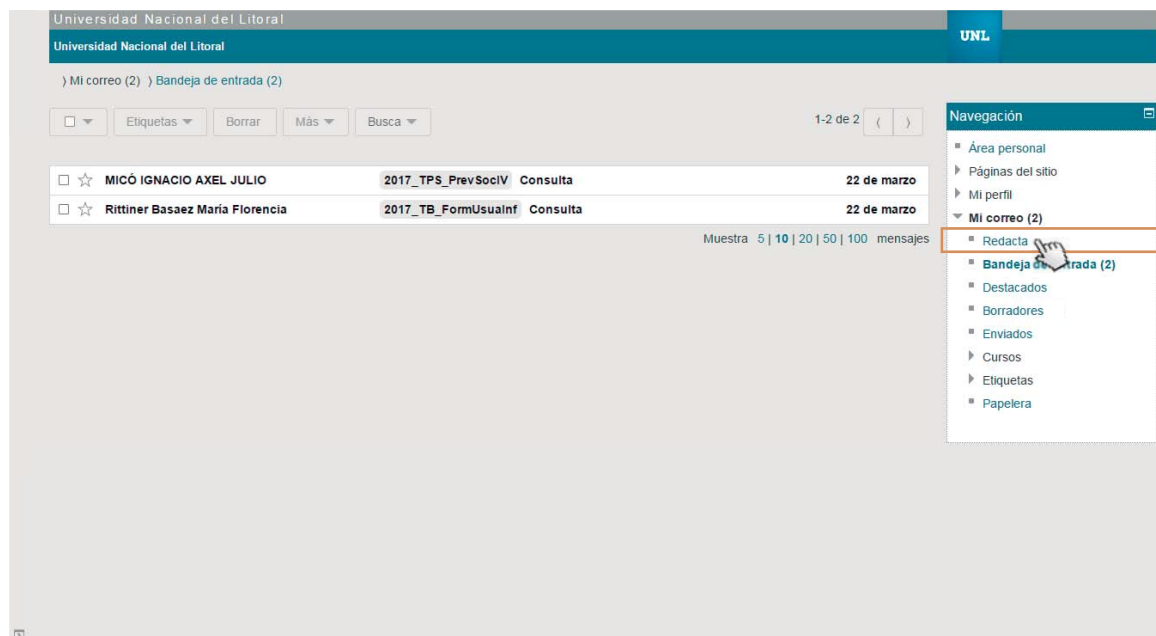 Universidad Nacional del Litoral
Universidad Nacional del Litoral
UNL
Mi correo (2) Bandeja de entrada (2)
Etiquetas Borrar Más Busca 1-2 de 2
MICÓ IGNACIO AXEL JULIO 2017_TPS_PrevSocIV Consulta 22 de marzo
Rittiner Basaez María Florencia 2017_TB_FormUsuaInf Consulta 22 de marzo
Muestra 5 | 10 | 20 | 50 | 100 mensajes
Navegación
Área personal
Páginas del sitio
Mi perfil
Mi correo (2)
Redacta
Bandeja de entrada (2)
Destacados
Borradores
Enviados
Cursos
Etiquetas
Papelera